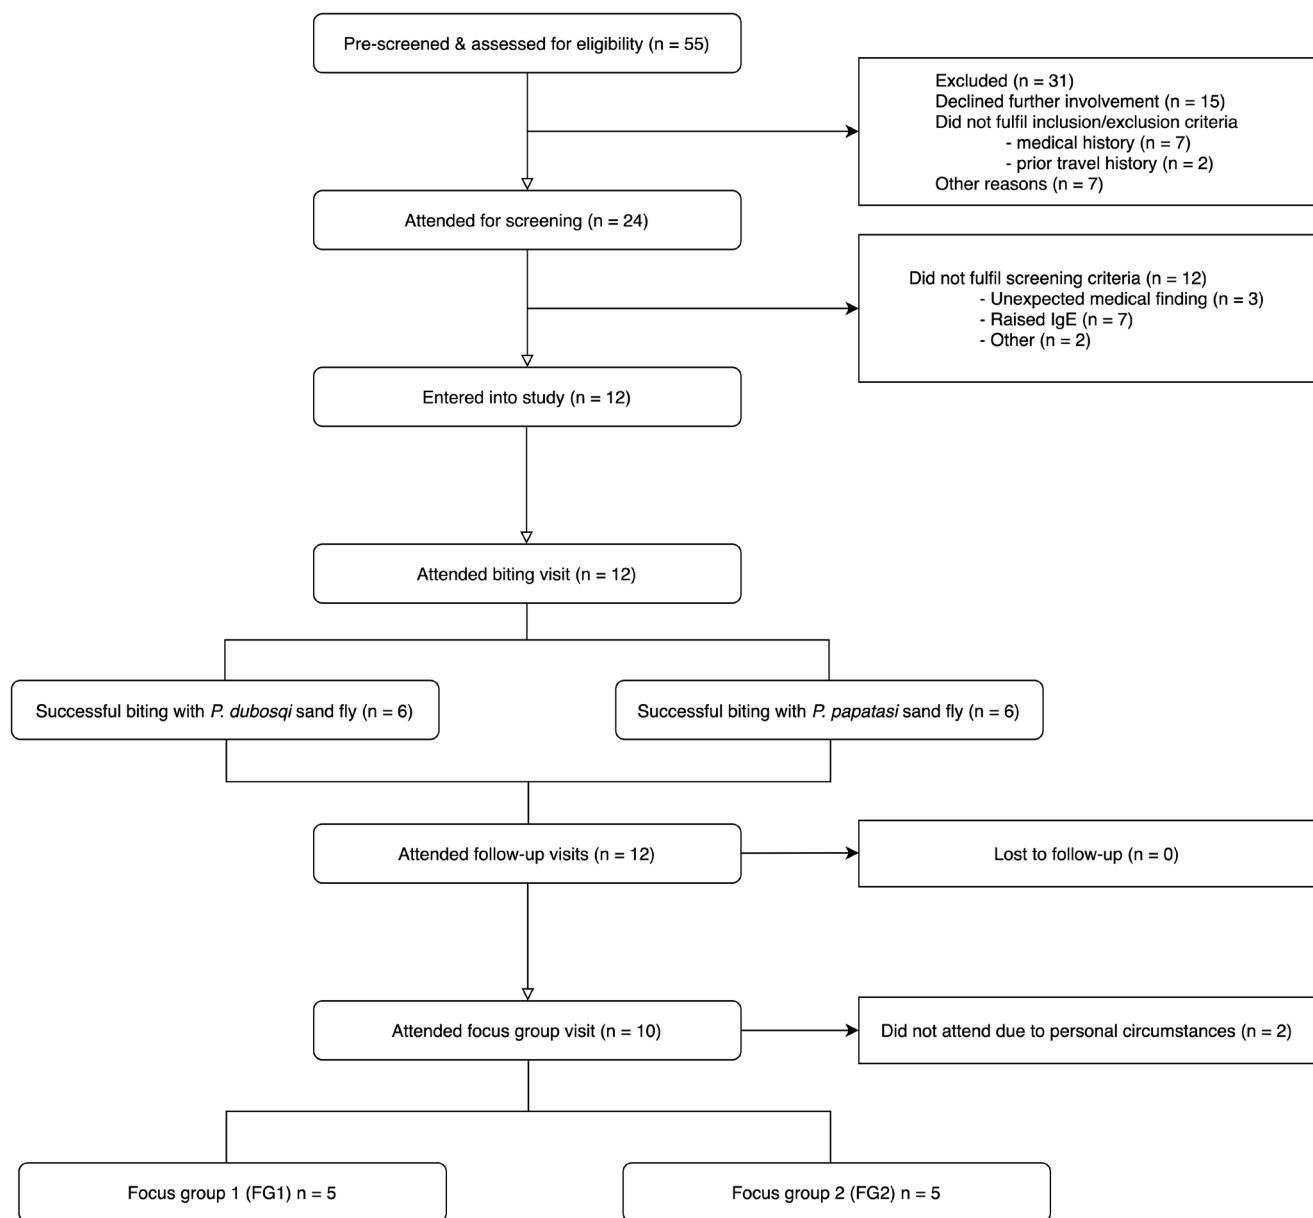 Pre-screened & assessed for eligibility (n = 55)
Excluded (n = 31)
Declined further involvement (n = 15)
Did not fulfil inclusion/exclusion criteria
- medical history (n = 7)
- prior travel history (n = 2)
Other reasons (n = 7)
Attended for screening (n = 24)
Did not fulfil screening criteria (n = 12)
- Unexpected medical finding (n = 3)
- Raised IgE (n = 7)
- Other (n = 2)
Entered into study (n = 12)
Attended biting visit (n = 12)
Successful biting with P. dubosqi sand fly (n = 6)
Successful biting with P. papatasi sand fly (n = 6)
Attended follow-up visits (n = 12)
Lost to follow-up (n = 0)
Attended focus group visit (n = 10)
Did not attend due to personal circumstances (n = 2)
Focus group 1 (FG1) n = 5
Focus group 2 (FG2) n = 5